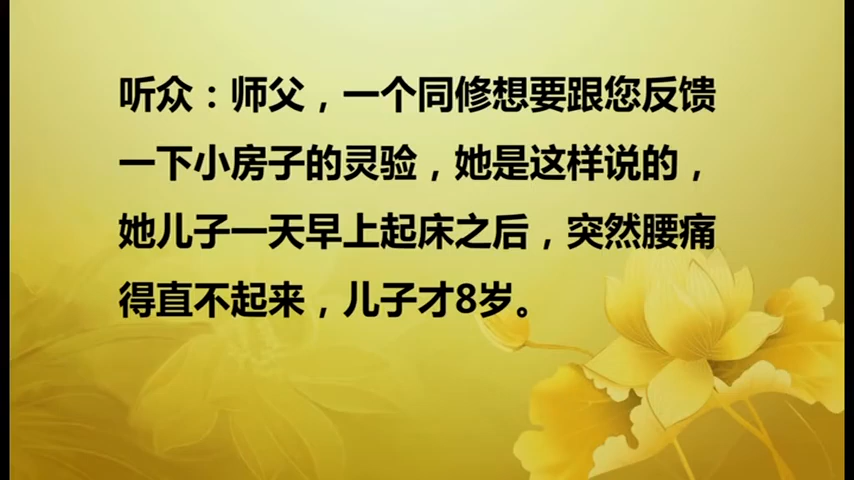 听众：师父，一个同修想要跟您反馈
一下小房子的灵验，她是这样说的，
她儿子一天早上起床之后，突然腰痛
得直不起来，儿子才8岁。